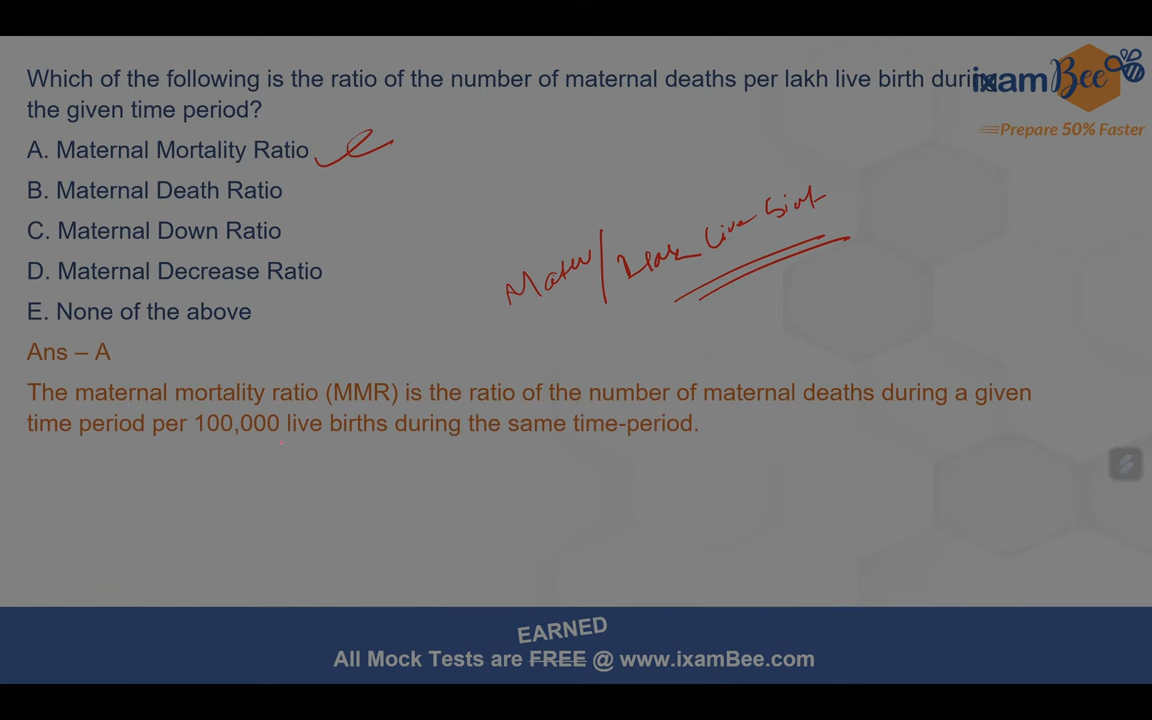 Which of the following is the ratio of the number of maternal deaths per lakh live birth during
the given time period?
ixamBee
Prepare 50% Faster
A. Maternal Mortality Ratio
B. Maternal Death Ratio
C. Maternal Down Ratio
D. Maternal Decrease Ratio
E. None of the above
Live
Ans – A
The maternal mortality ratio (MMR) is the ratio of the number of maternal deaths during a given
time period per 100,000 live births during the same time-period.
EARNED
All Mock Tests are FREE @ www.ixamBee.com